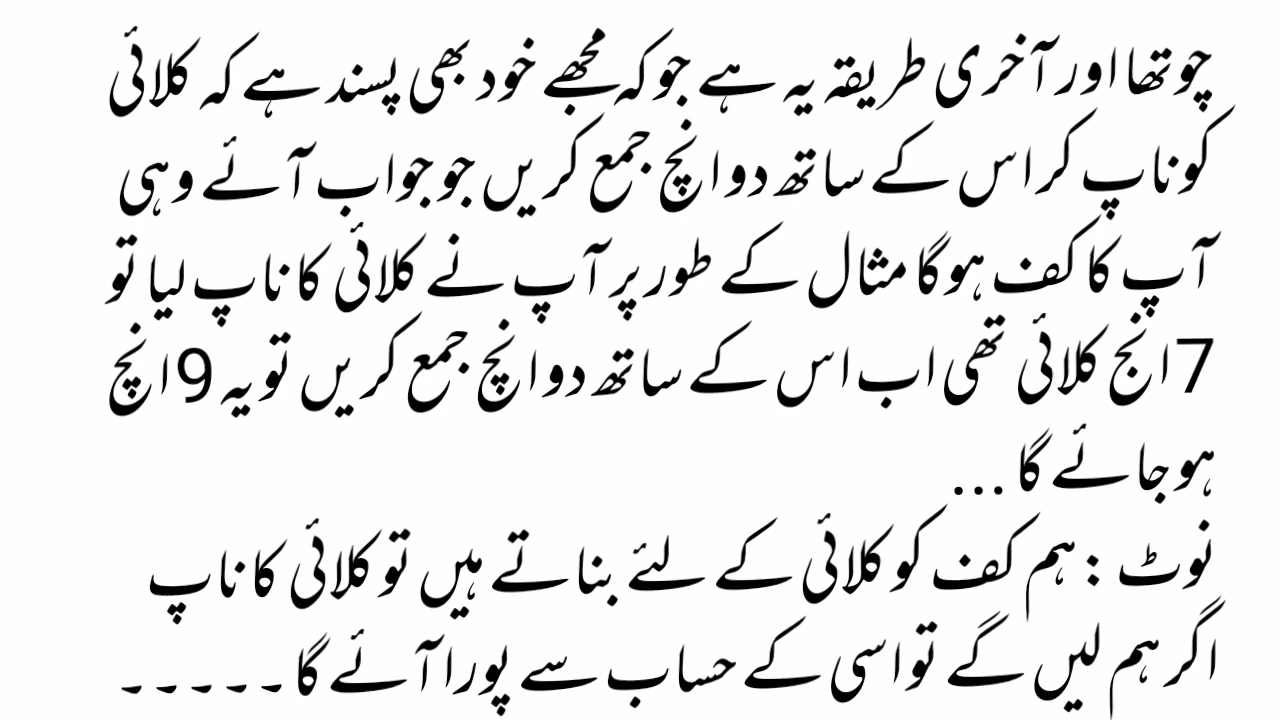 چوتھا اور آخری طریقہ یہ ہے جو کہ مجھے خود بھی پسند ہے کہ کلائی
کو ناپ کر اس کے ساتھ دو انچ جمع کریں جو جواب آئے وہی
آپ کا کف ہوگا مثال کے طور پر آپ نے کلائی کا ناپ لیا تو
7 انج کلائی تھی اب اس کے ساتھ دو انچ جمع کریں تو یہ 9 انچ
ہو جائے گا ...
نوٹ : ہم کف کو کلائی کے لئے بناتے ہیں تو کلائی کا ناپ
اگر ہم لیں گے تو اسی کے حساب سے پورا آئے گا ۔۔۔۔۔